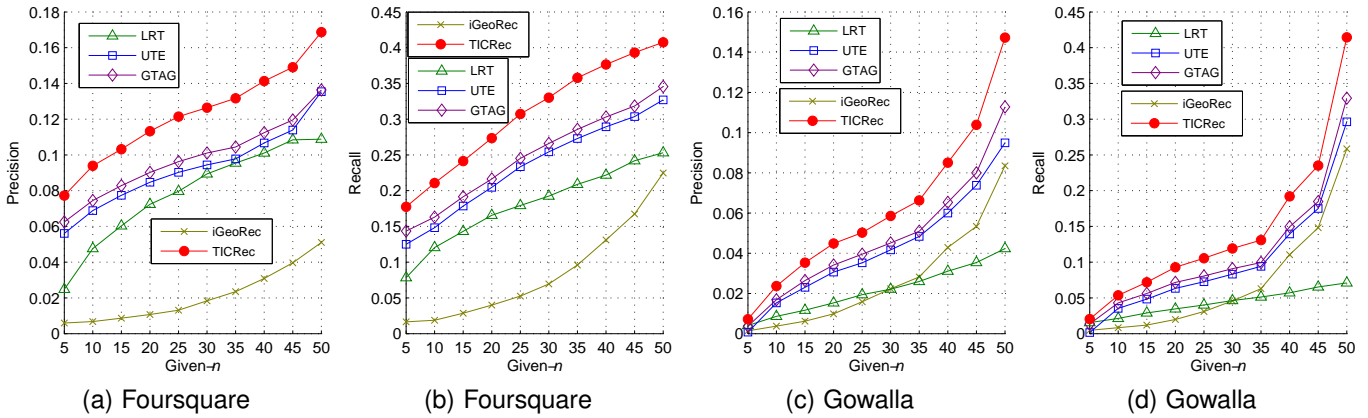 0.18
0.16
0.14
0.12
0.1
0.08
0.06
0.04
0.02
0
Precision
LRT
UTE
GTAG
iGeoRec
TICRec
5 10 15 20 25 30 35 40 45 50
Given-n
(a) Foursquare
0.45
0.4
0.35
0.3
0.25
0.2
0.15
0.1
0.05
0
Recall
iGeoRec
TICRec
LRT
UTE
GTAG
5 10 15 20 25 30 35 40 45 50
Given-n
(b) Foursquare
0.16
0.14
0.12
0.1
0.08
0.06
0.04
0.02
0
Precision
LRT
UTE
GTAG
iGeoRec
TICRec
5 10 15 20 25 30 35 40 45 50
Given-n
(c) Gowalla
0.45
0.4
0.35
0.3
0.25
0.2
0.15
0.1
0.05
0
Recall
LRT
UTE
GTAG
iGeoRec
TICRec
5 10 15 20 25 30 35 40 45 50
Given-n
(d) Gowalla